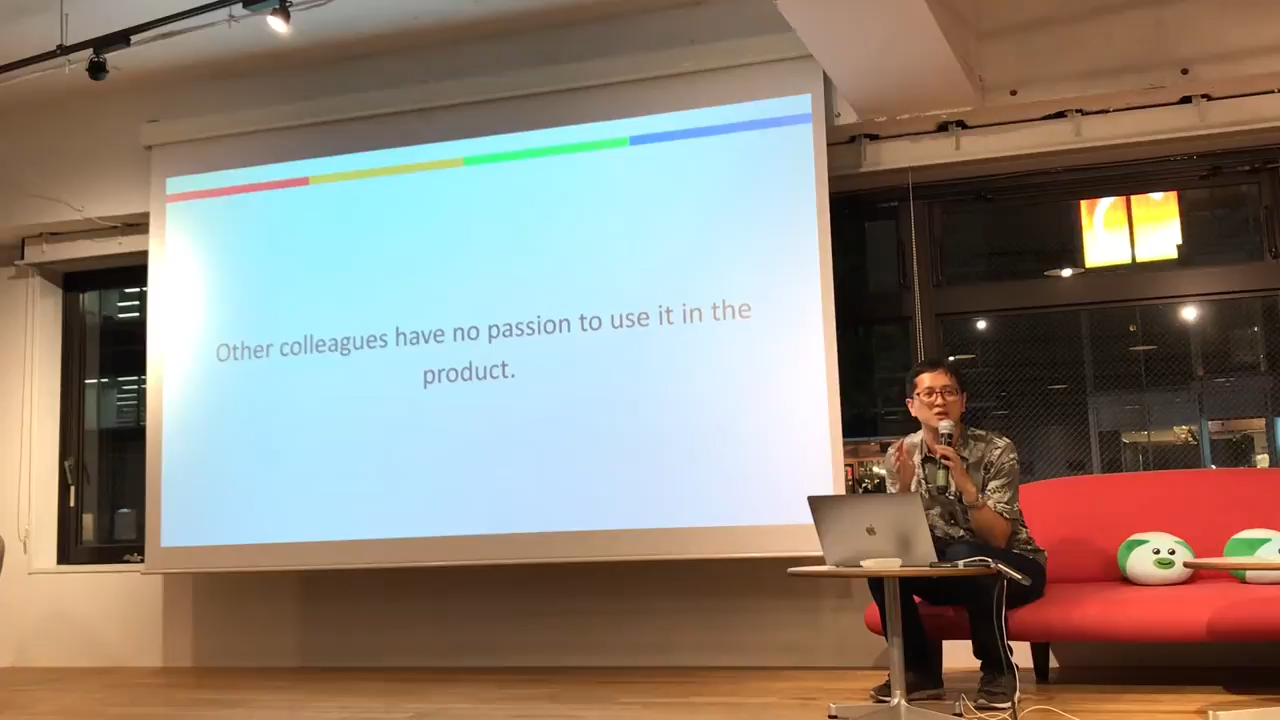 Other colleagues have no passion to use it in the
product.